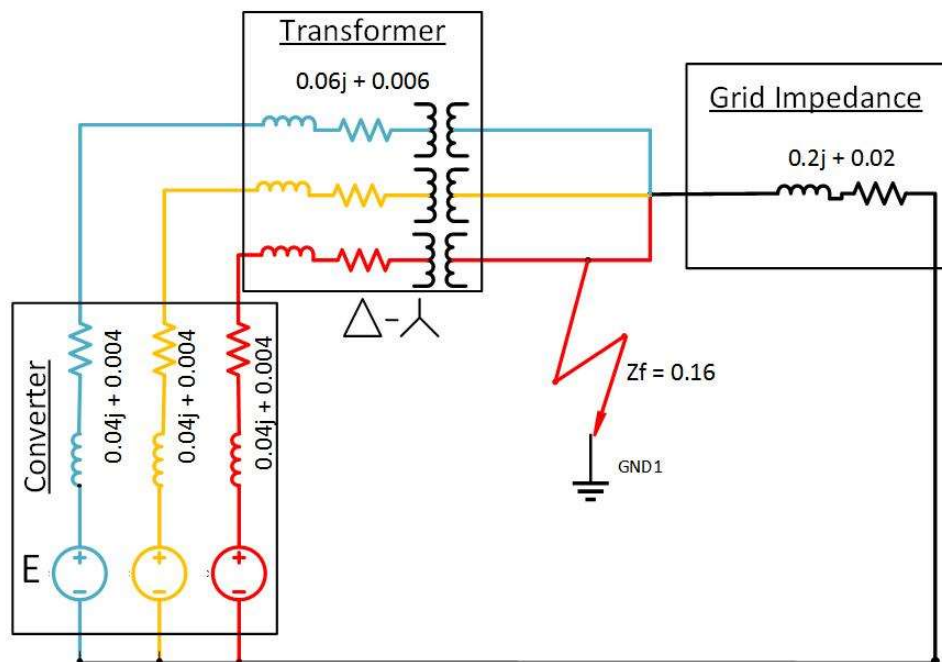 Transformer
0.06j + 0.006
Grid Impedance
0.2j + 0.02
Converter
0.04j + 0.004
0.04j + 0.004
0.04j + 0.004
Zf = 0.16
GND1
E
+
−
+
−
+
−